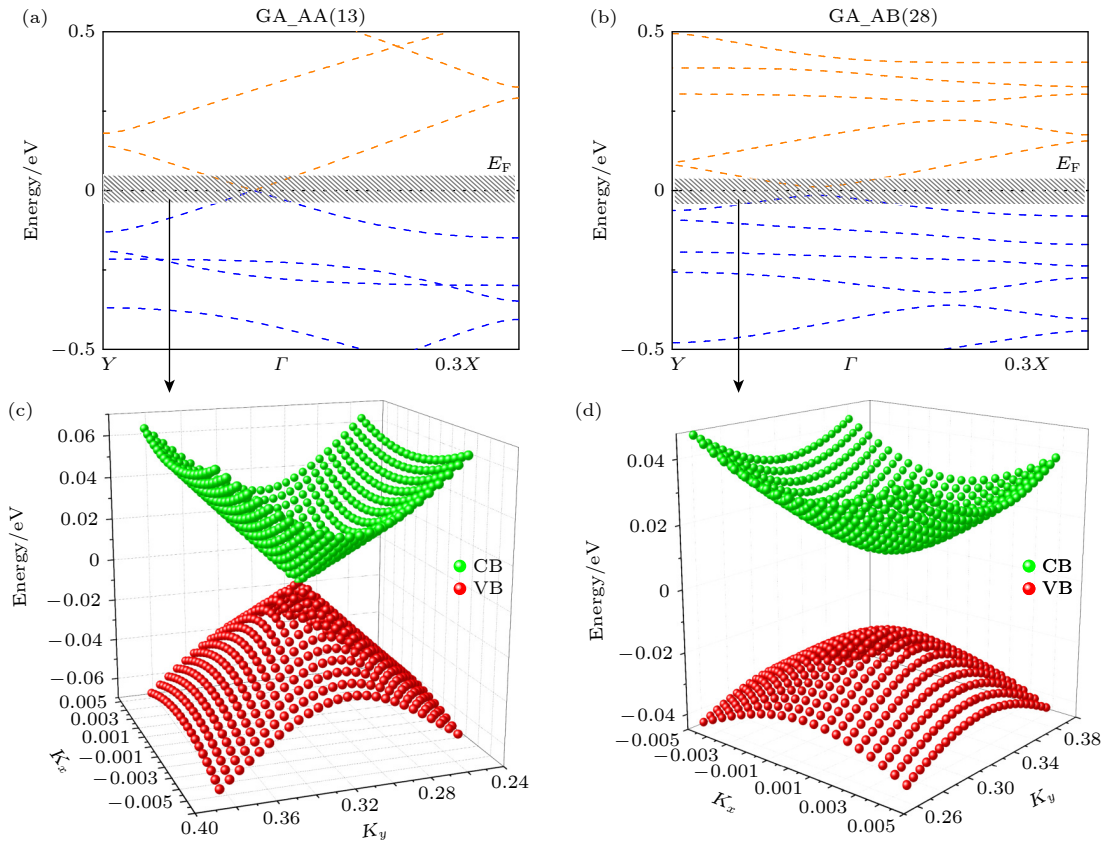 (a) GA_AA(13)
0.5
0
−0.5
Energy/eV
E_F
Y Γ 0.3X
(b) GA_AB(28)
0.5
0
−0.5
Energy/eV
E_F
Y Γ 0.3X
(c)
0.06
0.04
0.02
0
−0.02
−0.04
−0.06
Energy/eV
CB
VB
0.005
0.003
0.001
−0.001
−0.003
−0.005
K_x
0.40
0.36
0.32
0.28
0.24
K_y
(d)
0.04
0.02
0
−0.02
−0.04
Energy/eV
CB
VB
−0.005
−0.003
−0.001
0.001
0.003
0.005
K_x
0.26
0.30
0.34
0.38
K_y